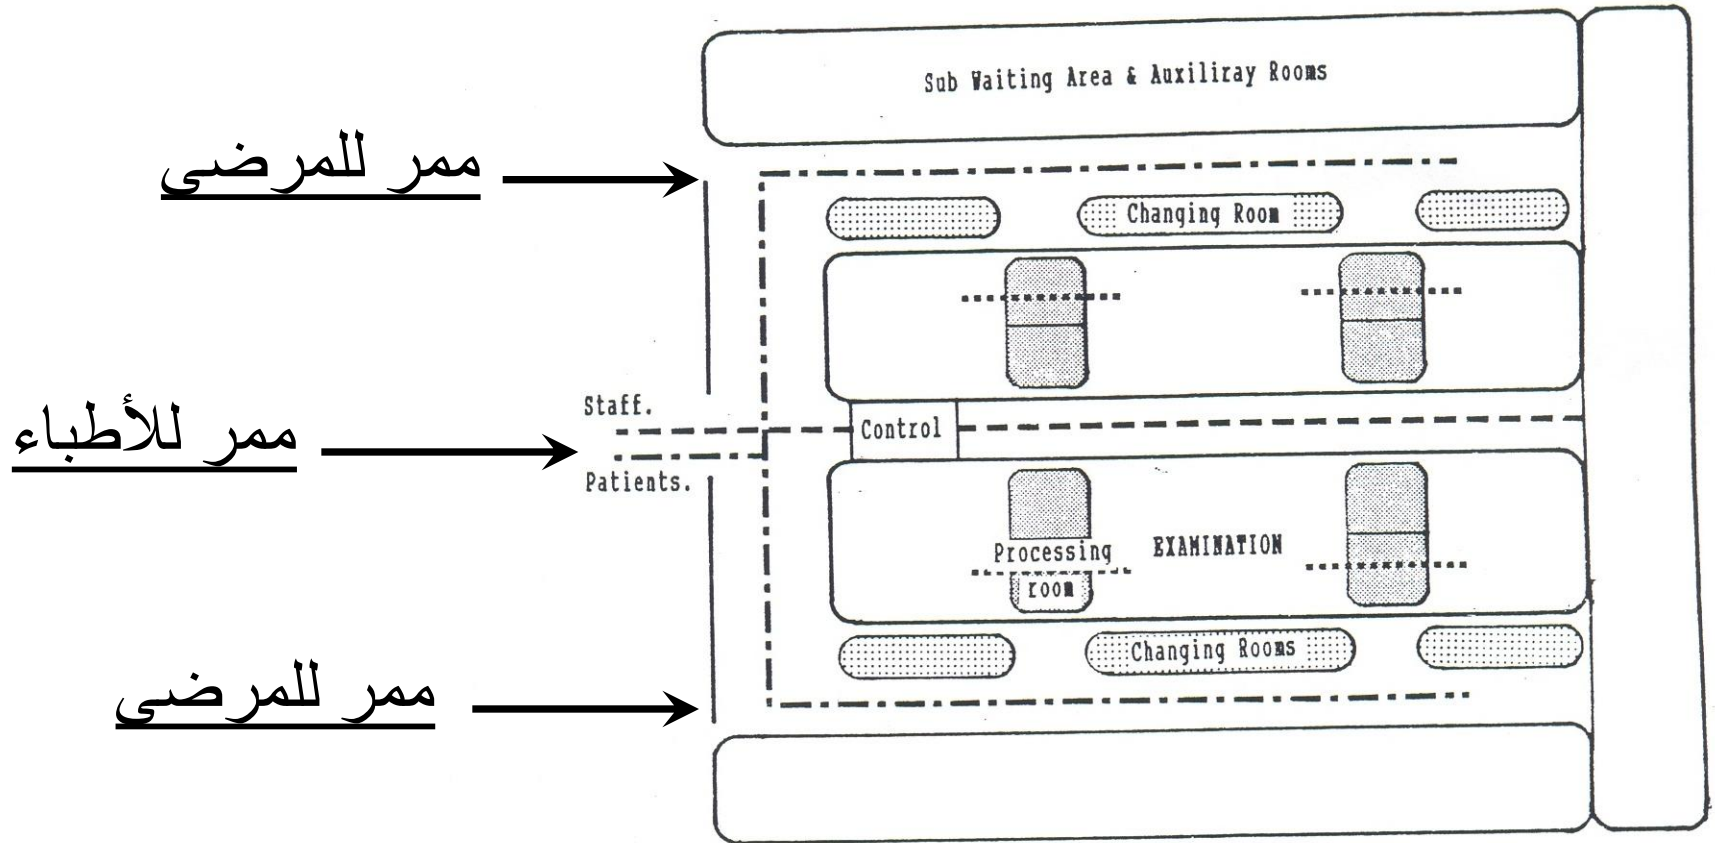 Sub Waiting Area & Auxiliray Rooms
ممر للمرضى
Changing Room
Staff.
ممر للأطباء
Control
Patients.
Processing
room
EXAMINATION
Changing Rooms
ممر للمرضى